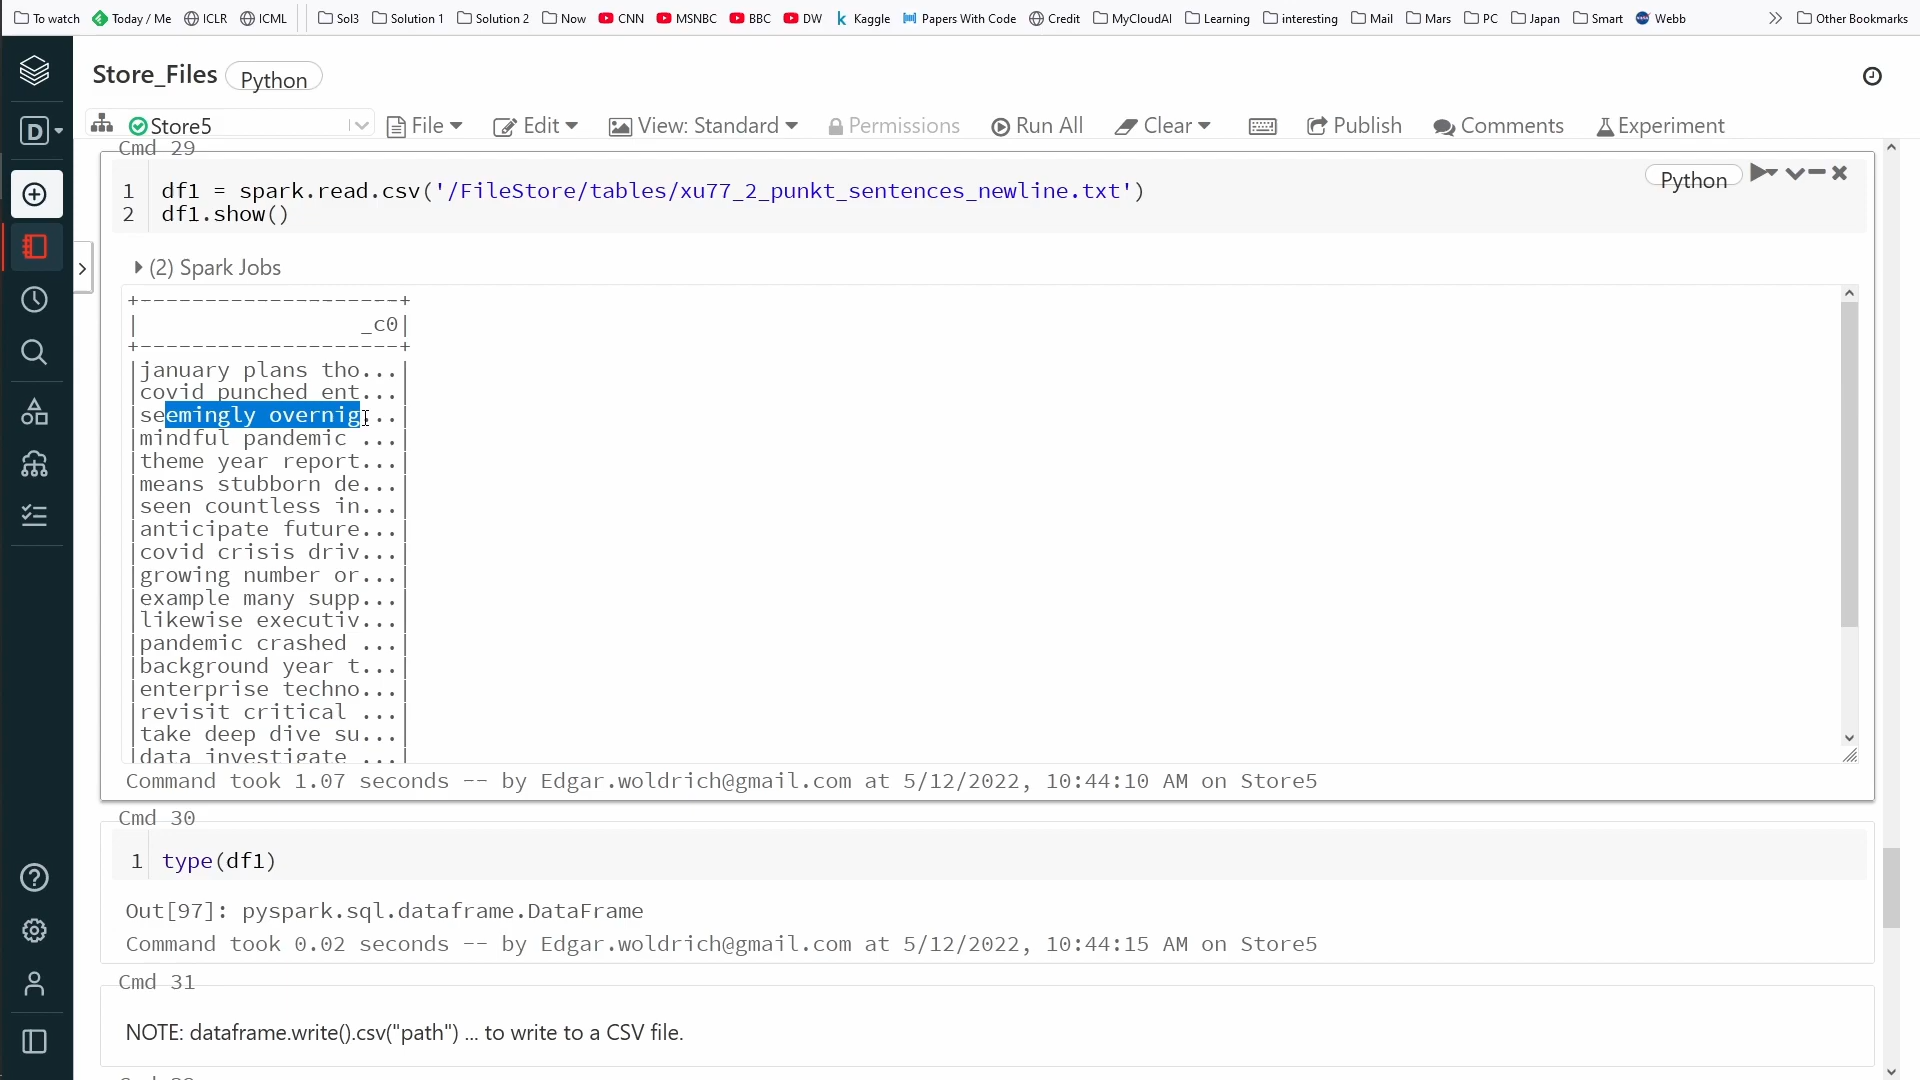 To watch Today / Me ICLR ICML Sol3 Solution 1 Solution 2 Now CNN MSNBC BBC DW Kaggle Papers With Code Credit MyCloudAI Learning interesting Mail Mars PC Japan Smart Webb Other Bookmarks
Store_Files Python
D Store5 File Edit View: Standard Permissions Run All Clear Publish Comments Experiment
Cmd 29
Python
1 df1 = spark.read.csv('/FileStore/tables/xu77_2_punkt_sentences_newline.txt')
2 df1.show()
(2) Spark Jobs
+--------------------+
| _c0|
+--------------------+
|january plans tho...|
|covid punched ent...|
|seemingly overnig...|
|mindful pandemic ...|
|theme year report...|
|means stubborn de...|
|seen countless in...|
|anticipate future...|
|covid crisis driv...|
|growing number or...|
|example many supp...|
|likewise executiv...|
|pandemic crashed ...|
|background year t...|
|enterprise techno...|
|revisit critical ...|
|take deep dive su...|
|data investigate ...|
Command took 1.07 seconds -- by Edgar.woldrich@gmail.com at 5/12/2022, 10:44:10 AM on Store5
Cmd 30
1 type(df1)
Out[97]: pyspark.sql.dataframe.DataFrame
Command took 0.02 seconds -- by Edgar.woldrich@gmail.com at 5/12/2022, 10:44:15 AM on Store5
Cmd 31
NOTE: dataframe.write().csv("path") ... to write to a CSV file.